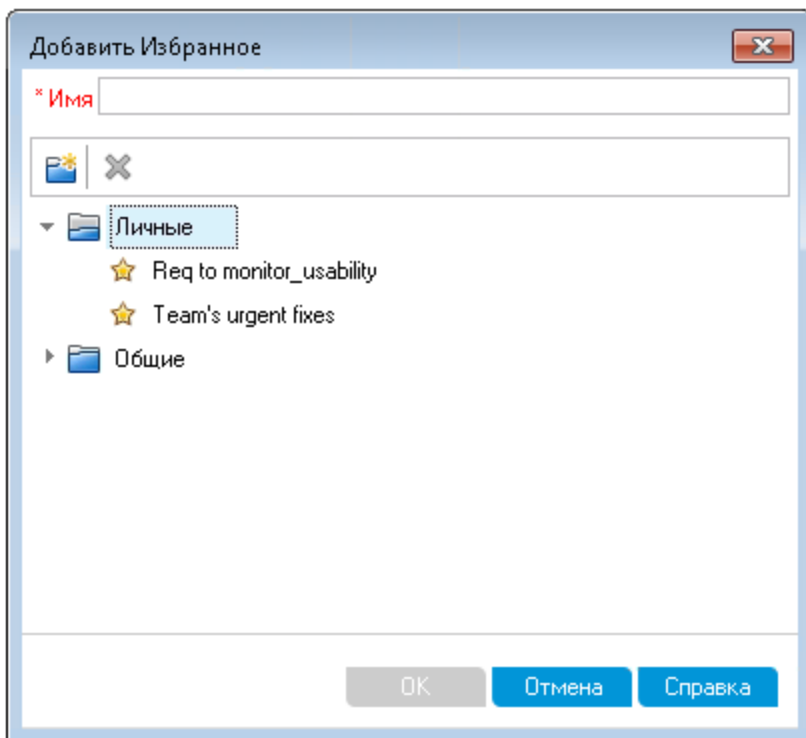 Добавить Избранное
* Имя
Личные
Req to monitor_usability
Team's urgent fixes
Общие
OK Отмена Справка